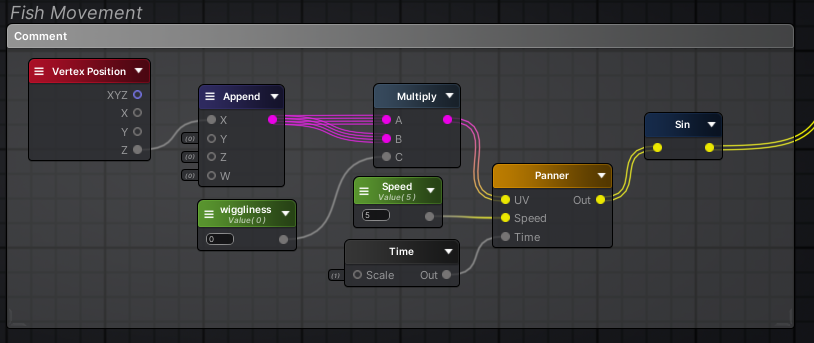 Fish Movement
Comment
Vertex Position
XYZ
X
Y
Z
Append
X
Y
(0)
Z
(0)
W
(0)
Multiply
A
B
C
wiggliness
Value( 0 )
0
Speed
Value( 5 )
5
Time
Scale
(1)
Out
Panner
UV
Out
Speed
Time
Sin